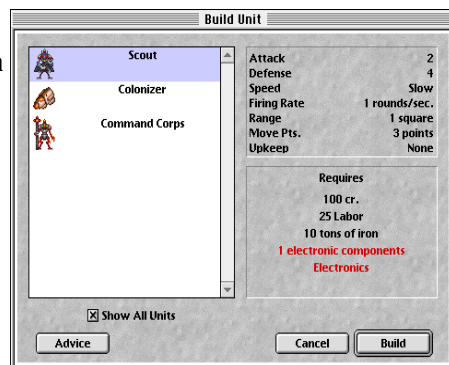 Build Unit
Scout
Colonizer
Command Corps
Attack 2
Defense 4
Speed Slow
Firing Rate 1 rounds/sec.
Range 1 square
Move Pts. 3 points
Upkeep None
Requires
100 cr.
25 Labor
10 tons of iron
1 electronic components
Electronics
Show All Units
Advice
Cancel
Build